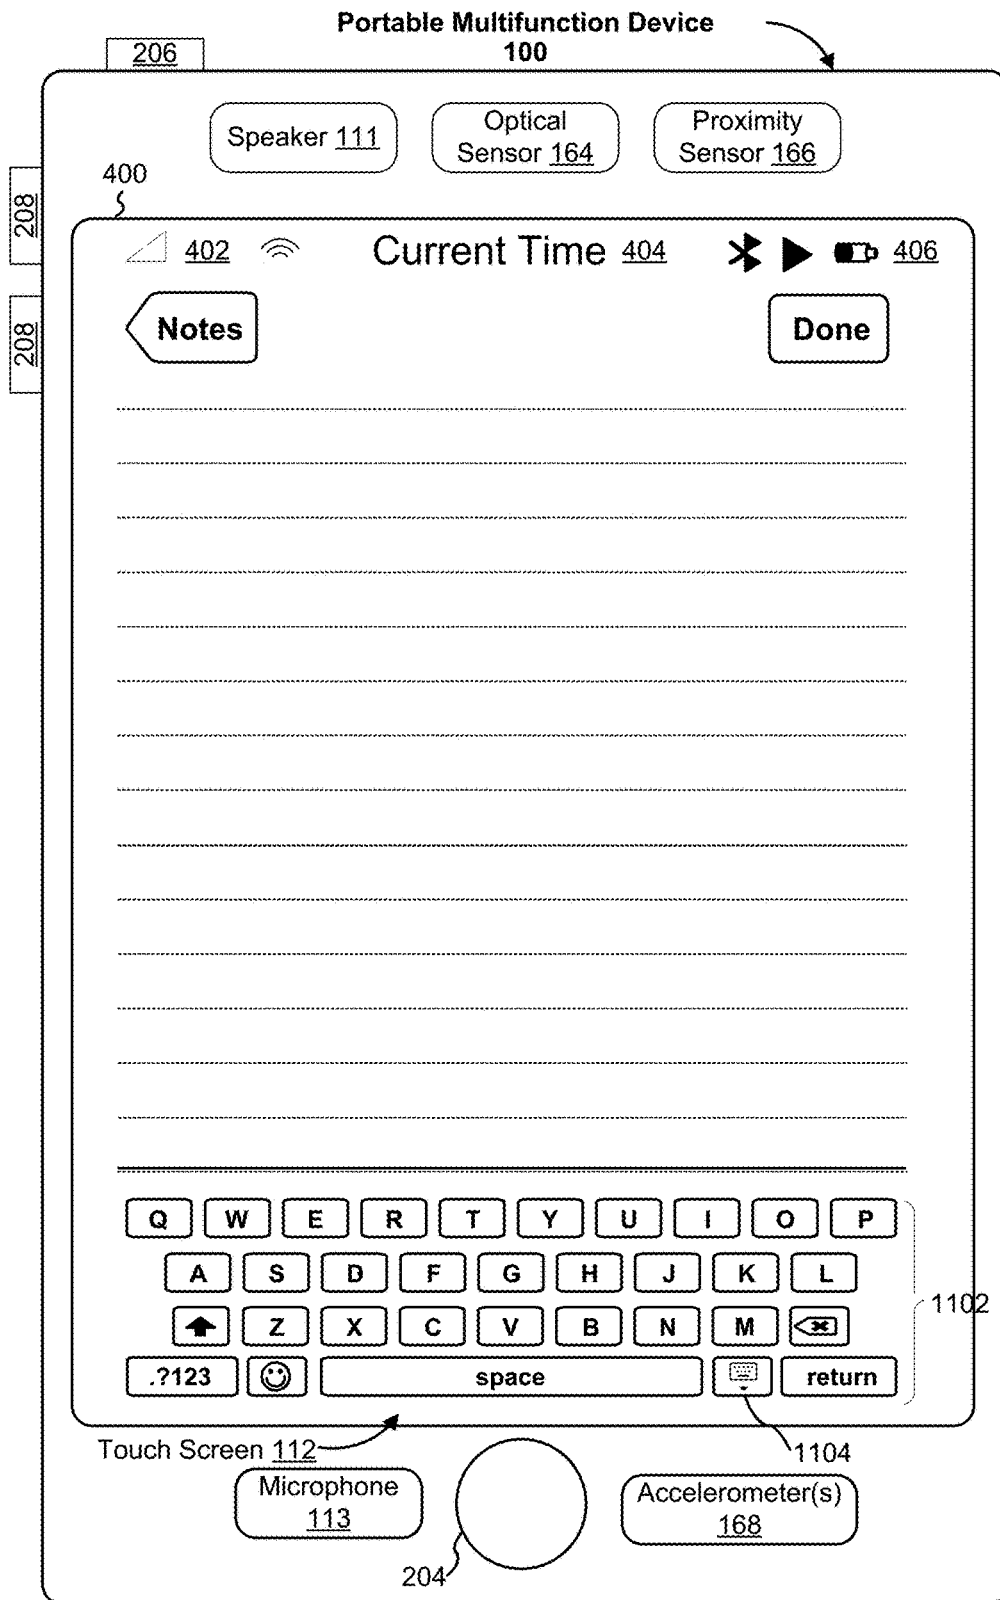 Portable Multifunction Device
100
206
Speaker 111
Optical
Sensor 164
Proximity
Sensor 166
400
208
402
Current Time 404
406
Notes
Done
208
Q W E R T Y U I O P
A S D F G H J K L
Z X C V B N M
1102
.?123
space
return
Touch Screen 112
1104
Microphone
113
Accelerometer(s)
168
204